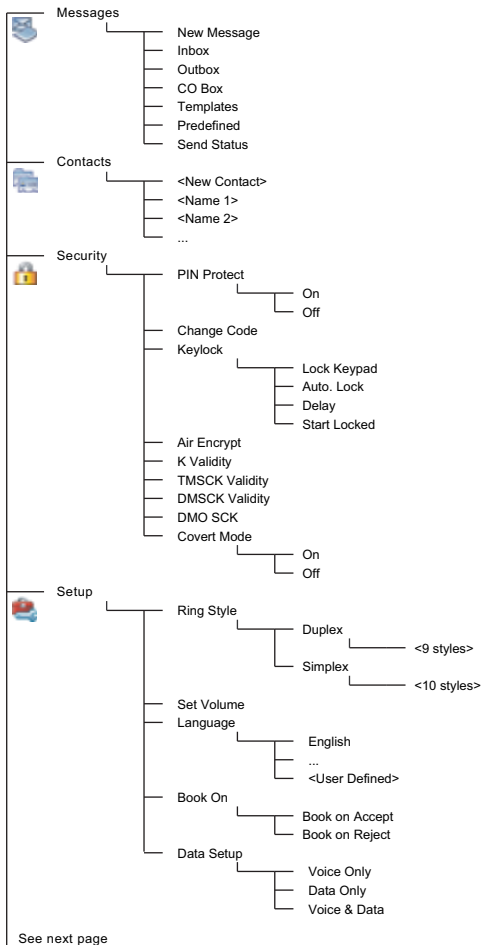 Messages
New Message
Inbox
Outbox
CO Box
Templates
Predefined
Send Status
Contacts
<New Contact>
<Name 1>
<Name 2>
...
Security
PIN Protect
On
Off
Change Code
Keylock
Lock Keypad
Auto. Lock
Delay
Start Locked
Air Encrypt
K Validity
TMSCK Validity
DMSCK Validity
DMO SCK
Covert Mode
On
Off
Setup
Ring Style
Duplex
<9 styles>
Simplex
<10 styles>
Set Volume
Language
English
...
<User Defined>
Book On
Book on Accept
Book on Reject
Data Setup
Voice Only
Data Only
Voice & Data
See next page